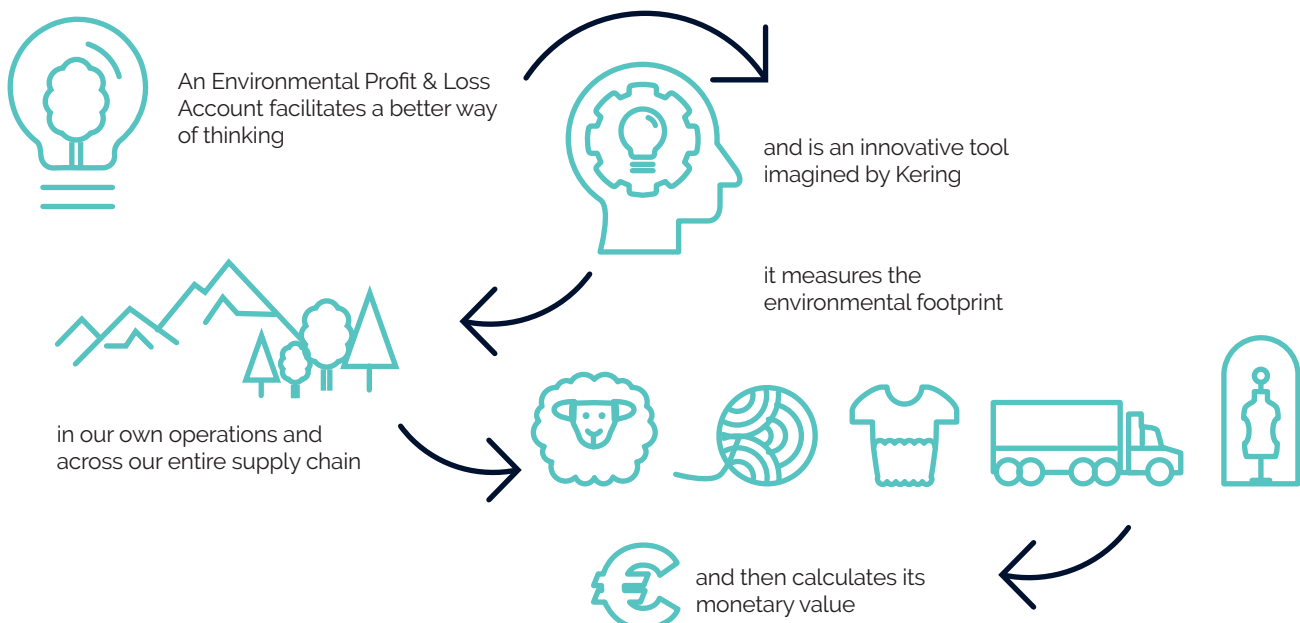 An Environmental Profit & Loss
Account facilitates a better way
of thinking
and is an innovative tool
imagined by Kering
it measures the
environmental footprint
in our own operations and
across our entire supply chain
and then calculates its
monetary value